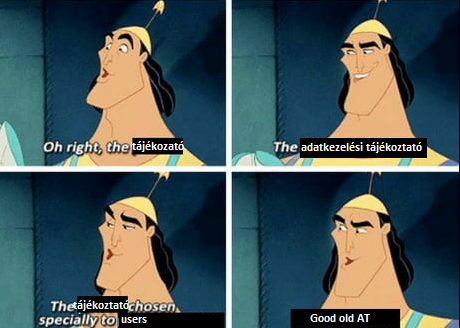 Oh right, the tájékozató
The adatkezelési tájékoztató
The tájékoztató chosen
specially to users
Good old AT